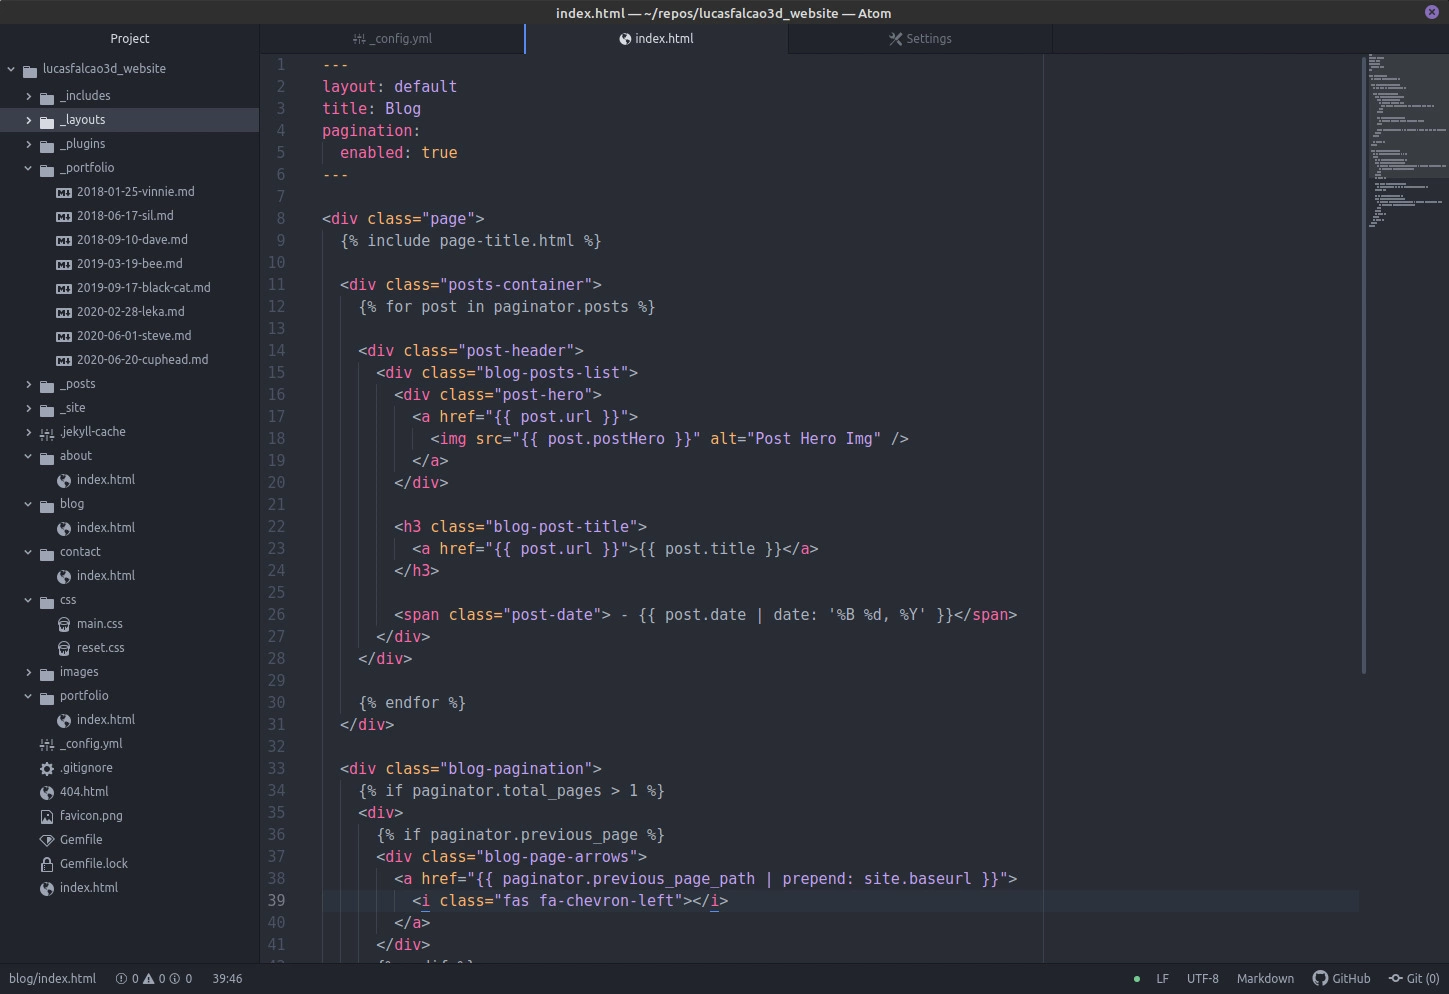 index.html — ~/repos/lucasfalcao3d_website — Atom
Project
_config.yml
index.html
Settings
lucasfalcao3d_website
_includes
_layouts
_plugins
_portfolio
2018-01-25-vinnie.md
2018-06-17-sil.md
2018-09-10-dave.md
2019-03-19-bee.md
2019-09-17-black-cat.md
2020-02-28-leka.md
2020-06-01-steve.md
2020-06-20-cuphead.md
_posts
_site
.jekyll-cache
about
index.html
blog
index.html
contact
index.html
css
main.css
reset.css
images
portfolio
index.html
_config.yml
.gitignore
404.html
favicon.png
Gemfile
Gemfile.lock
index.html
1 ---
2 layout: default
3 title: Blog
4 pagination:
5 enabled: true
6 ---
7
8 <div class="page">
9 {% include page-title.html %}
10
11 <div class="posts-container">
12 {% for post in paginator.posts %}
13
14 <div class="post-header">
15 <div class="blog-posts-list">
16 <div class="post-hero">
17 <a href="{{ post.url }}">
18 <img src="{{ post.postHero }}" alt="Post Hero Img" />
19 </a>
20 </div>
21
22 <h3 class="blog-post-title">
23 <a href="{{ post.url }}">{{ post.title }}</a>
24 </h3>
25
26 <span class="post-date"> - {{ post.date | date: '%B %d, %Y' }}</span>
27 </div>
28 </div>
29
30 {% endfor %}
31 </div>
32
33 <div class="blog-pagination">
34 {% if paginator.total_pages > 1 %}
35 <div>
36 {% if paginator.previous_page %}
37 <div class="blog-page-arrows">
38 <a href="{{ paginator.previous_page_path | prepend: site.baseurl }}">
39 <i class="fas fa-chevron-left"></i>
40 </a>
41 </div>
blog/index.html
0 0 0
39:46
LF
UTF-8
Markdown
GitHub
Git (0)